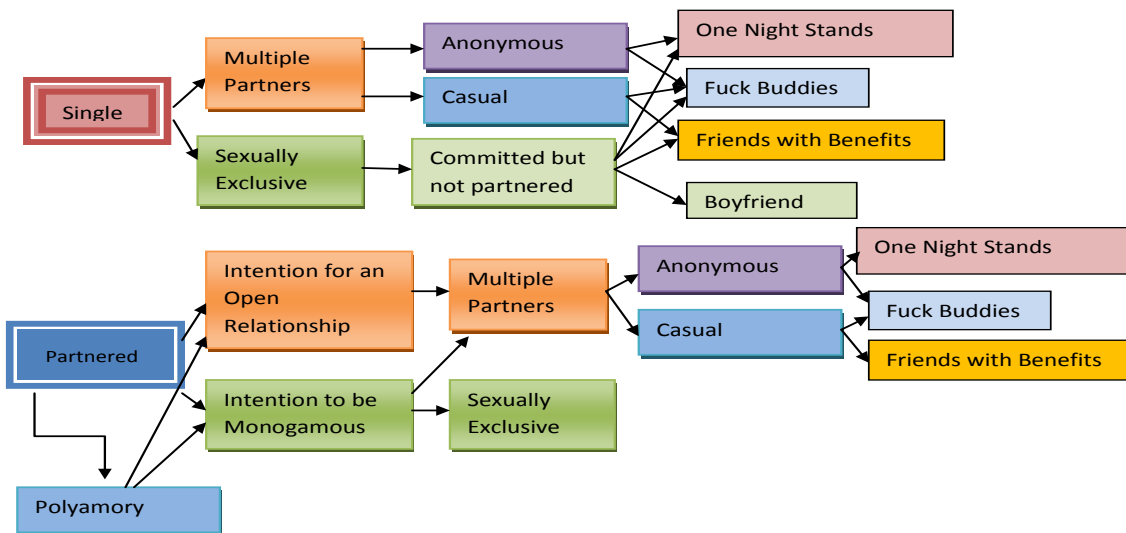 Single
Multiple
Partners
Sexually
Exclusive
Anonymous
Casual
Committed but
not partnered
One Night Stands
Fuck Buddies
Friends with Benefits
Boyfriend
Partnered
Polyamory
Intention for an
Open
Relationship
Intention to be
Monogamous
Multiple
Partners
Sexually
Exclusive
Anonymous
Casual
One Night Stands
Fuck Buddies
Friends with Benefits